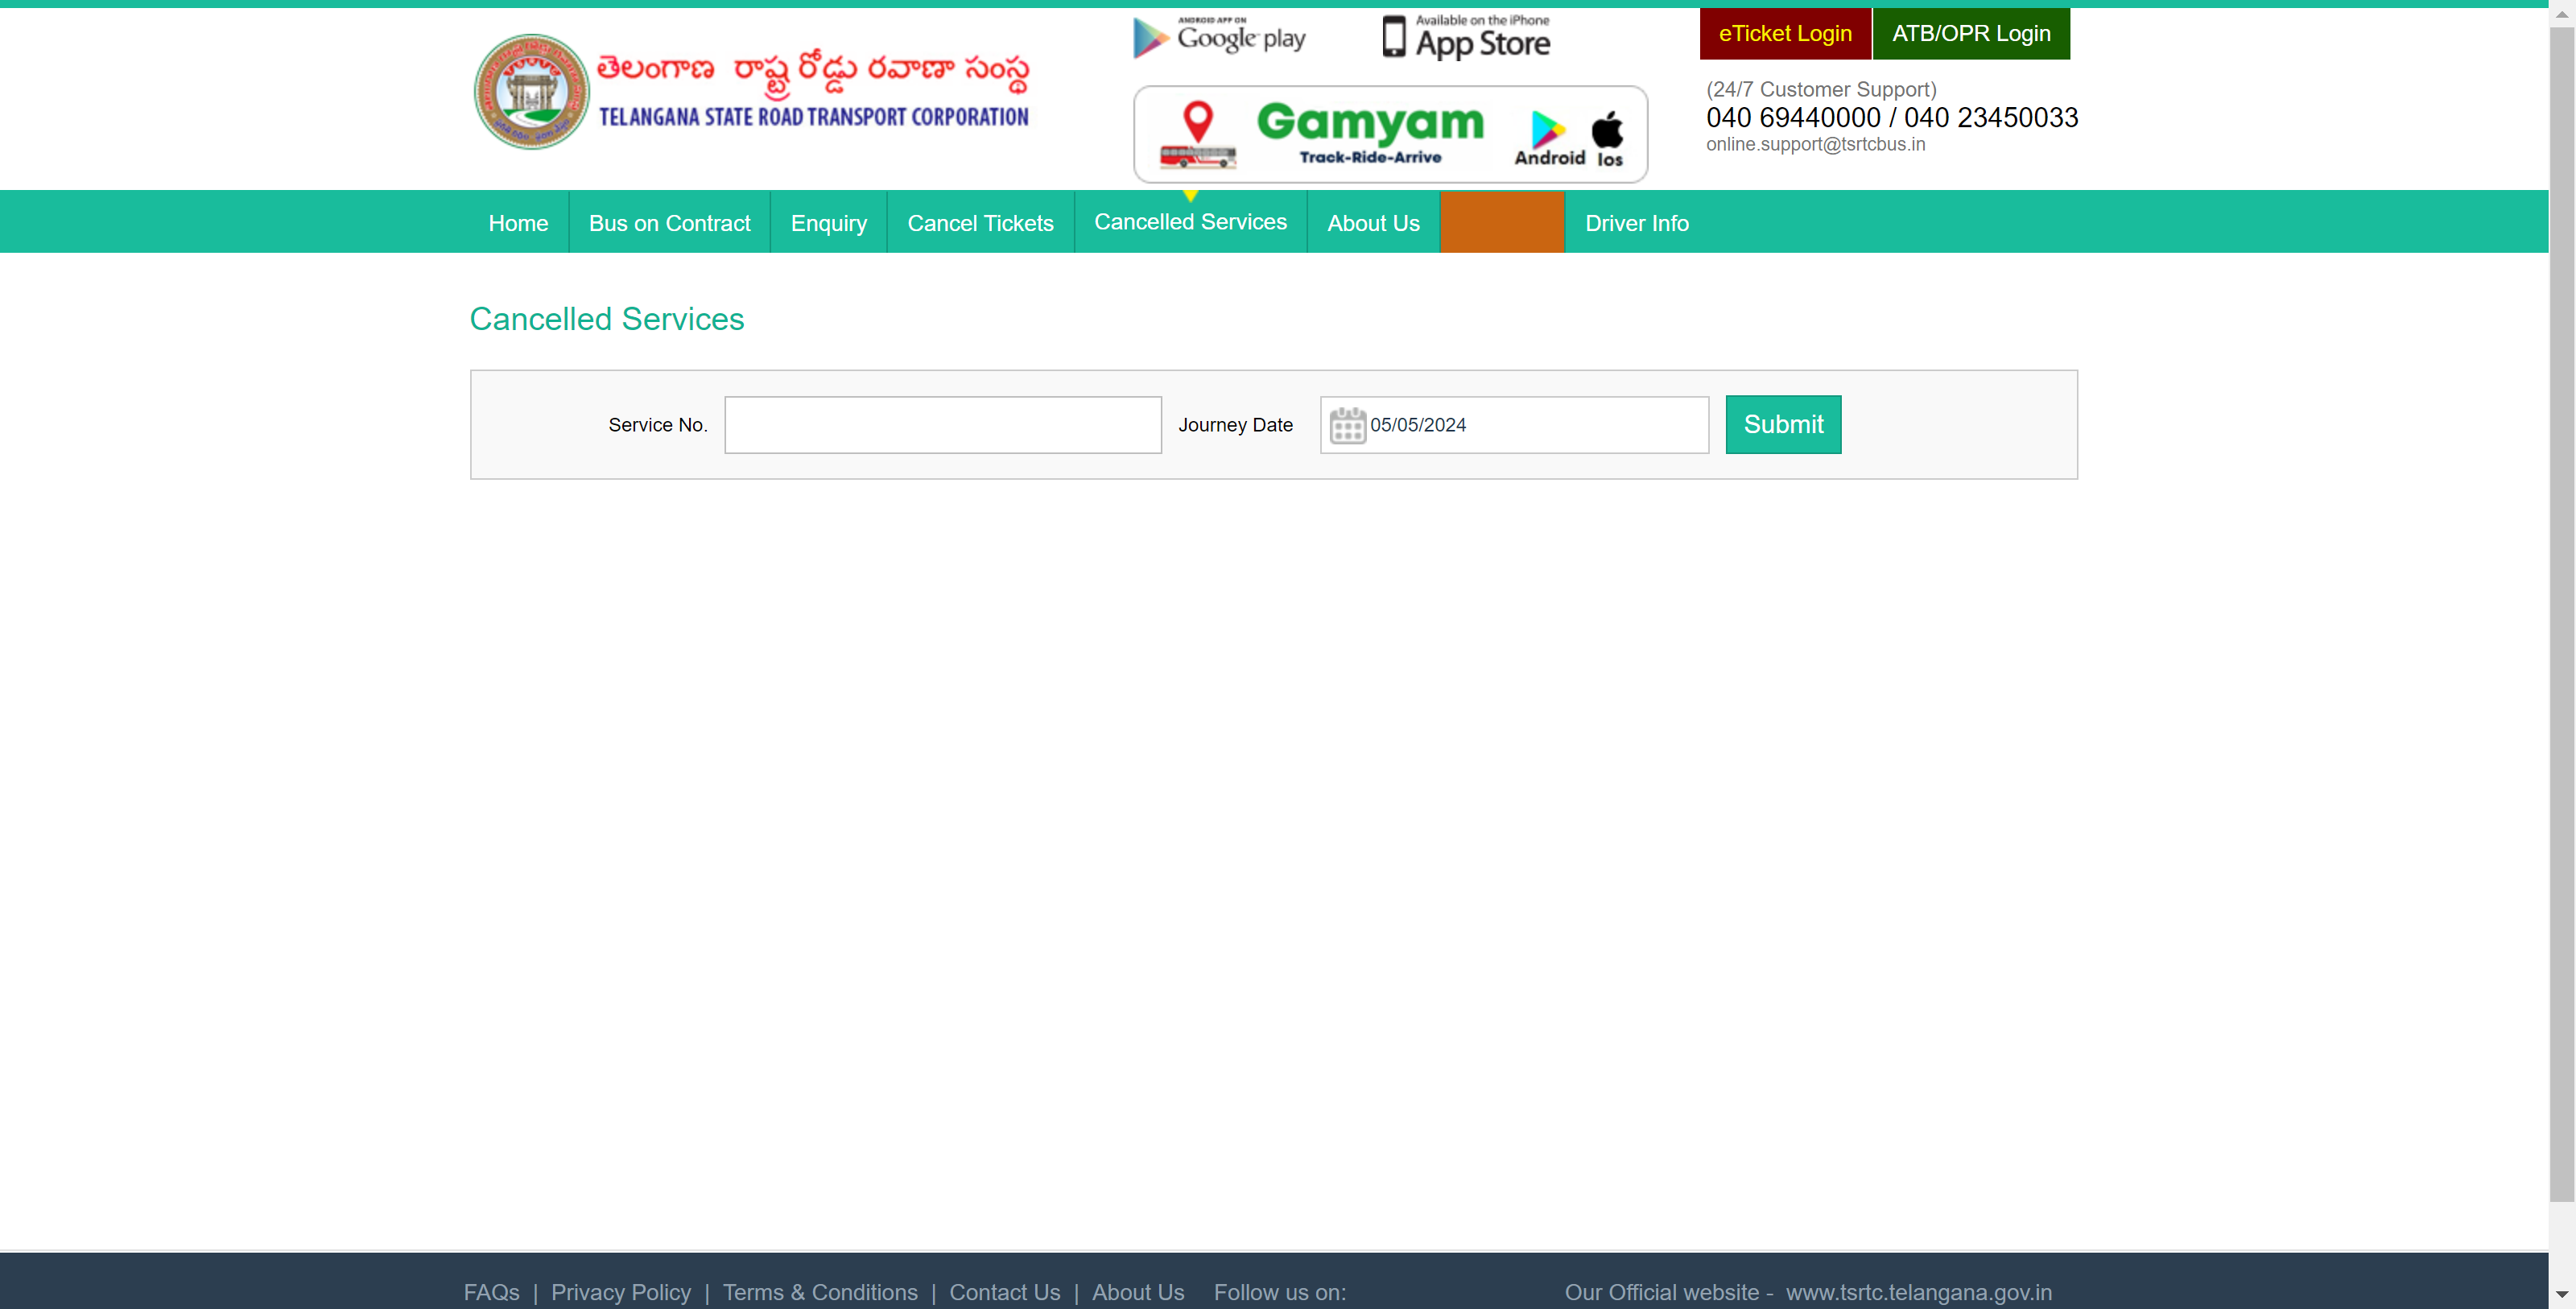 తెలంగాణ రాష్ట్ర రోడ్డు రవాణా సంస్థ
TELANGANA STATE ROAD TRANSPORT CORPORATION
ANDROID APP ON
Google play
Available on the iPhone
App Store
Gamyam
Track-Ride-Arrive
Android Ios
eTicket Login
ATB/OPR Login
(24/7 Customer Support)
040 69440000 / 040 23450033
online.support@tsrtcbus.in
Home
Bus on Contract
Enquiry
Cancel Tickets
Cancelled Services
About Us
Driver Info
Cancelled Services
Service No.
Journey Date
05/05/2024
Submit
FAQs | Privacy Policy | Terms & Conditions | Contact Us | About Us
Follow us on:
Our Official website - www.tsrtc.telangana.gov.in